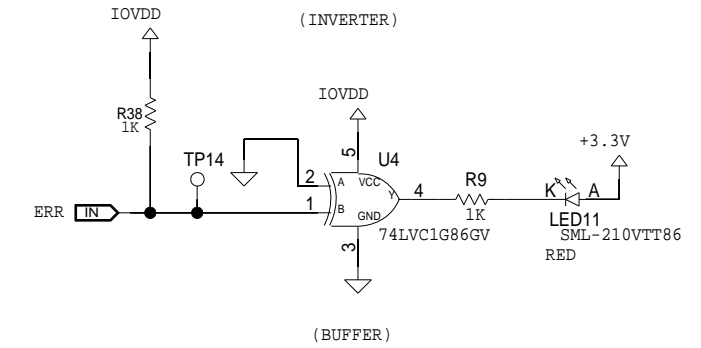 IOVDD
(INVERTER)
R38
1K
IOVDD
+3.3V
TP14
5
U4
2
A
VCC
Y
4
R9
1K
K
A
ERR
IN
1
B
GND
74LVC1G86GV
LED11
SML-210VTT86
RED
3
(BUFFER)